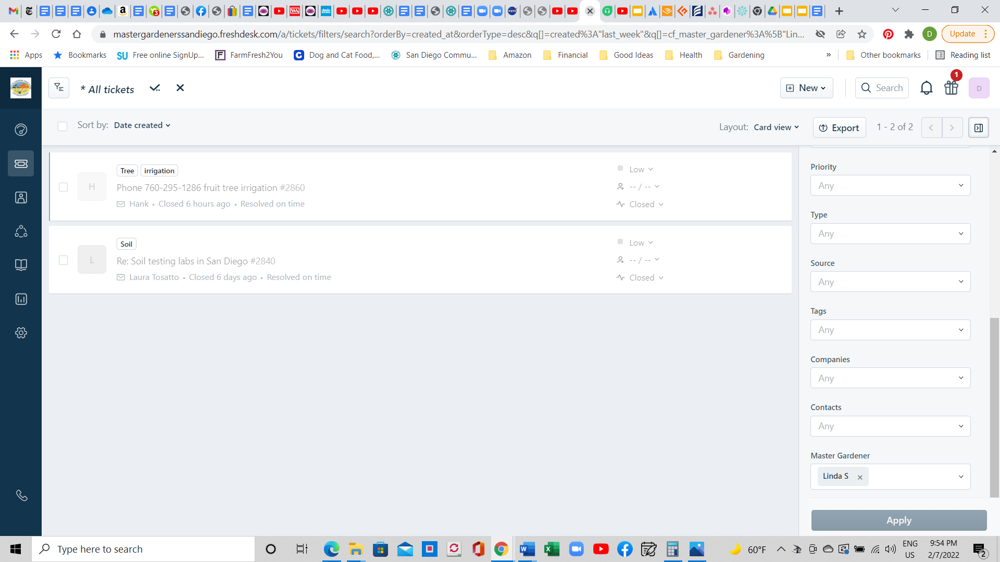 mastergardenerssandiego.freshdesk.com/a/tickets/filters/search?orderBy=created_at&orderType=desc&q[]=created%3A"last_week"&q[]=cf_master_gardener%3A%5B"Lin...
D
Update
Apps
Bookmarks
SU Free online SignUp...
F FarmFresh2You
C Dog and Cat Food,...
San Diego Commu...
Amazon
Financial
Good Ideas
Health
Gardening
»
Other bookmarks
Reading list
* All tickets
New
Search
1
D
Sort by: Date created
Layout: Card view
Export
1 - 2 of 2
Tree irrigation
H
Phone 760-295-1286 fruit tree irrigation #2860
Hank • Closed 6 hours ago • Resolved on time
Low
-- / --
Closed
Soil
L
Re: Soil testing labs in San Diego #2840
Laura Tosatto • Closed 6 days ago • Resolved on time
Low
-- / --
Closed
Priority
Any
Type
Any
Source
Any
Tags
Any
Companies
Any
Contacts
Any
Master Gardener
Linda S ×
Apply
Type here to search
60°F
ENG
US
9:54 PM
2/7/2022
2